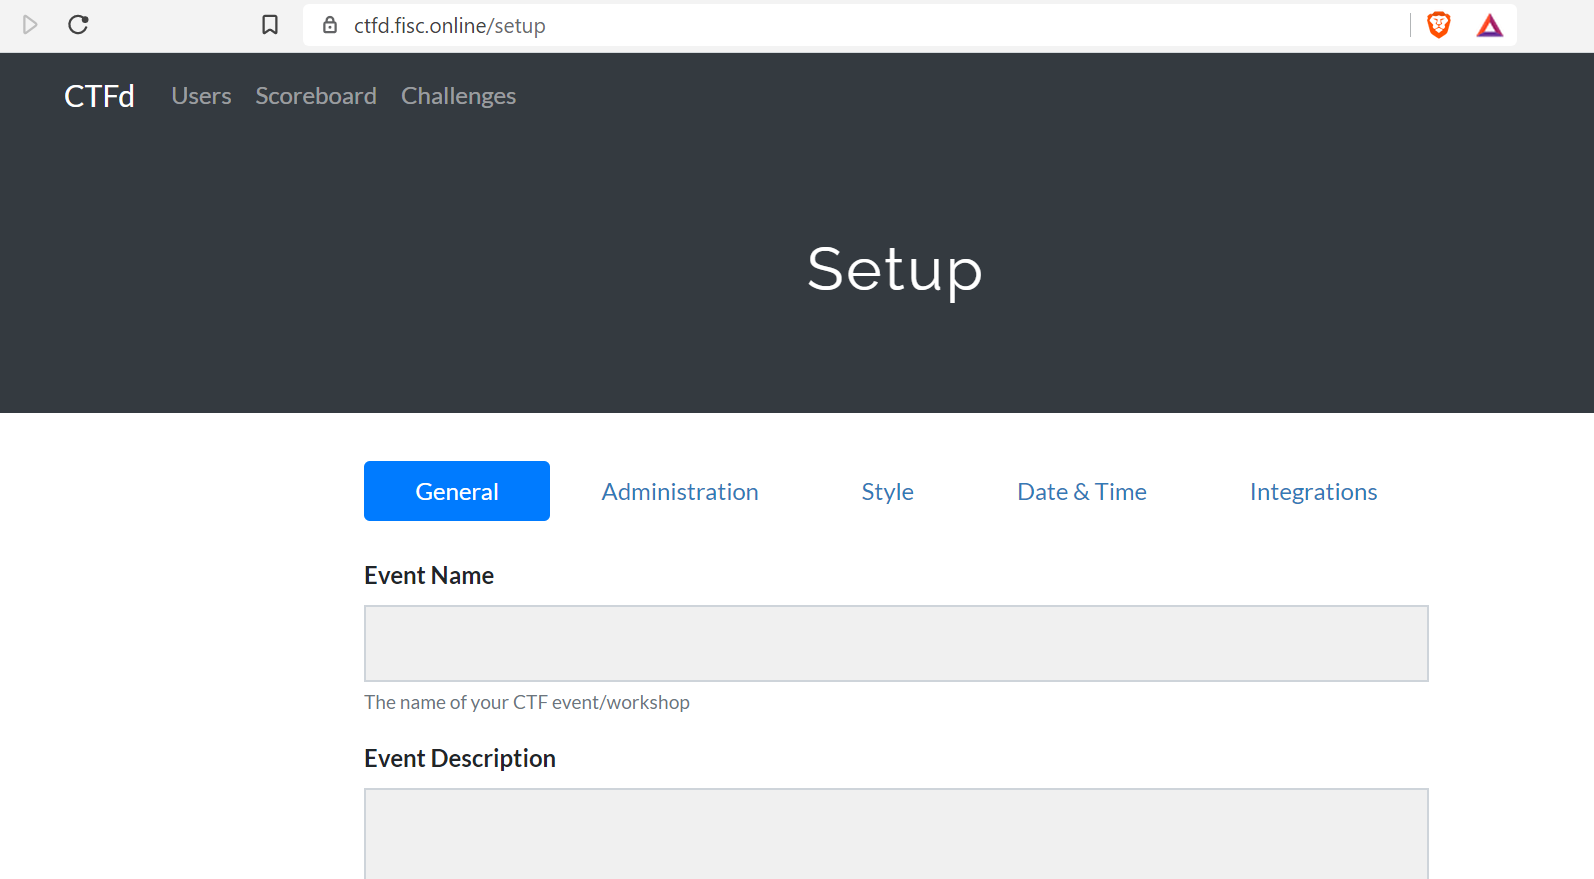 ctfd.fisc.online/setup
CTFd Users Scoreboard Challenges
Setup
General Administration Style Date & Time Integrations
Event Name
The name of your CTF event/workshop
Event Description